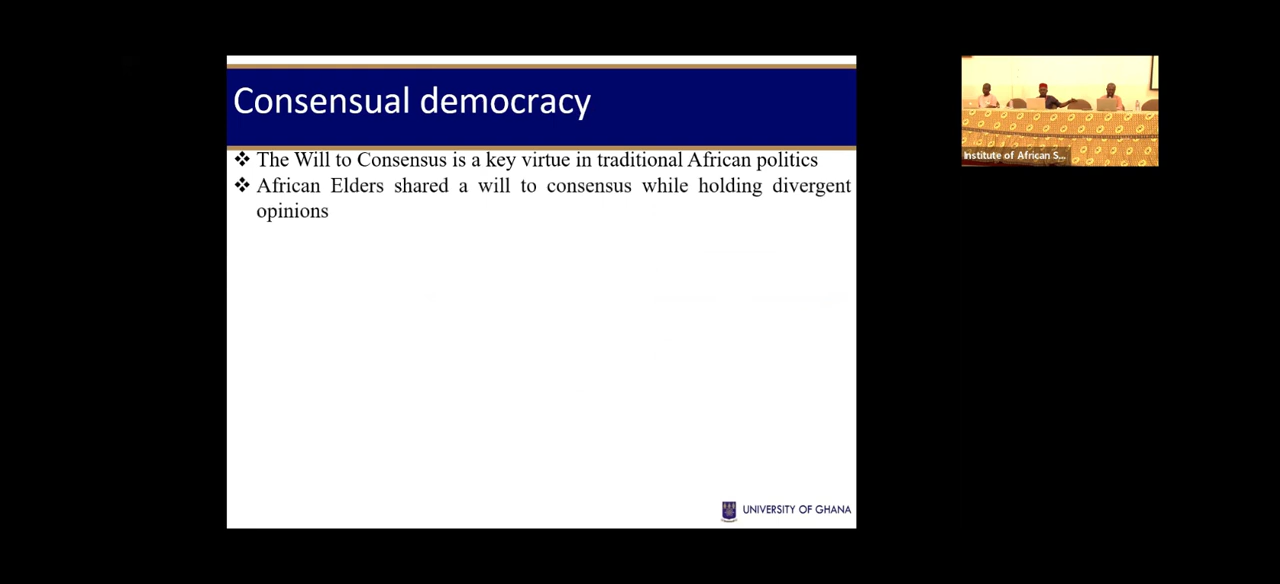 Consensual democracy
❖ The Will to Consensus is a key virtue in traditional African politics
❖ African Elders shared a will to consensus while holding divergent
opinions
Institute of African S...
UNIVERSITY OF GHANA